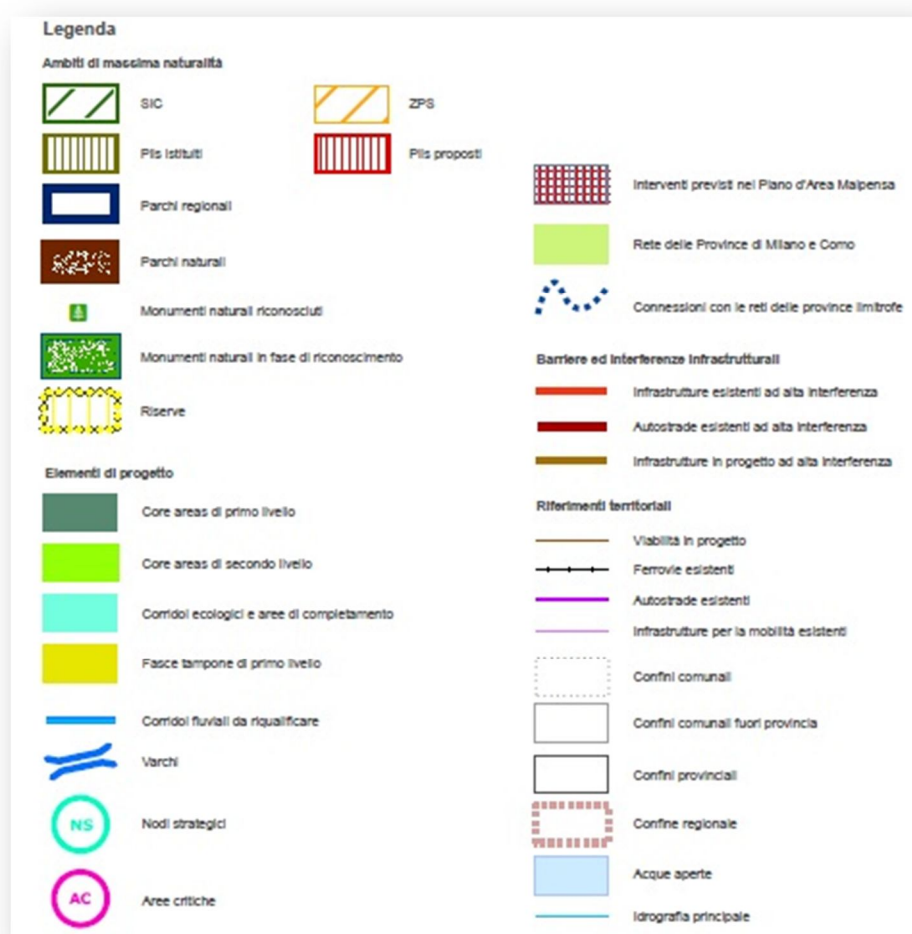 Legenda
Ambiti di massima naturalità
SIC
ZPS
Plis istituiti
Plis proposti
Parchi regionali
Parchi naturali
Monumenti naturali riconosciuti
Monumenti naturali in fase di riconoscimento
Riserve
Elementi di progetto
Core areas di primo livello
Core areas di secondo livello
Corridoi ecologici e aree di completamento
Fasce tampone di primo livello
Corridoi fluviali da riqualificare
Varchi
NS
Nodi strategici
AC
Aree critiche
Interventi previsti nel Piano d'Area Malpensa
Rete delle Province di Milano e Como
Connessioni con le reti delle province limitrofe
Barriere ed interferenze infrastrutturali
Infrastrutture esistenti ad alta interferenza
Autostrade esistenti ad alta interferenza
Infrastrutture in progetto ad alta interferenza
Riferimenti territoriali
Viabilità in progetto
Ferrovie esistenti
Autostrade esistenti
Infrastrutture per la mobilità esistenti
Confini comunali
Confini comunali fuori provincia
Confini provinciali
Confine regionale
Acque aperte
Idrografia principale